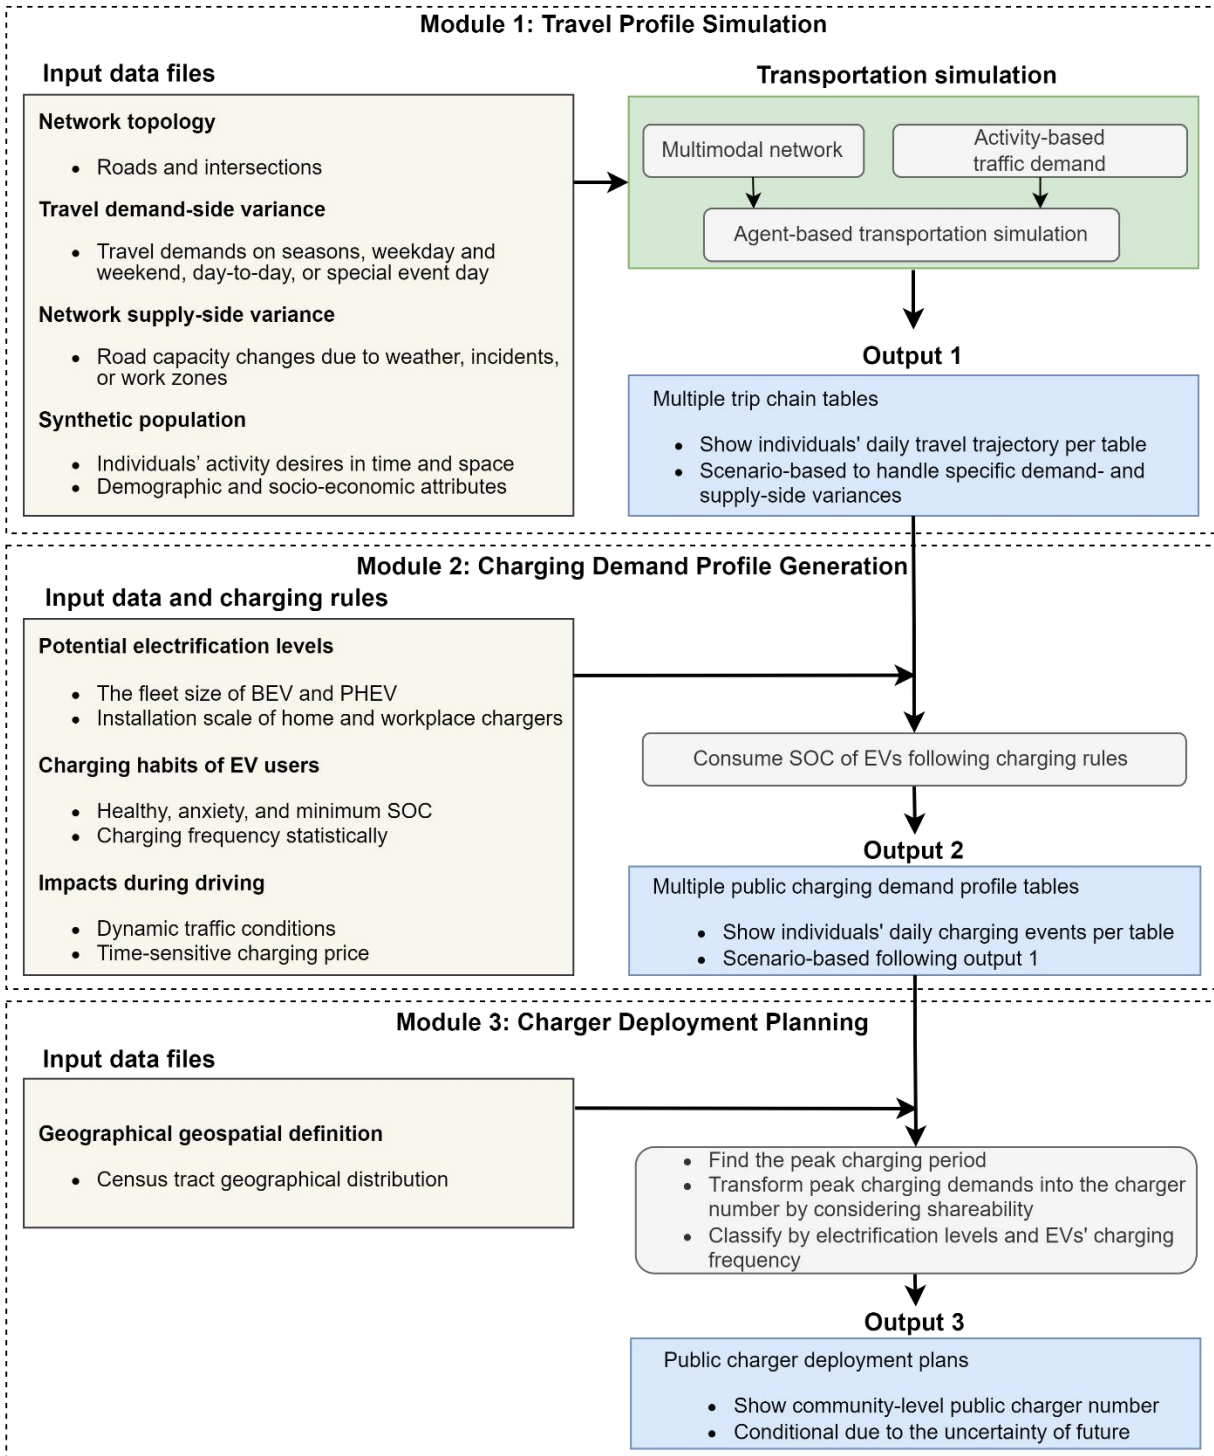 Module 1: Travel Profile Simulation
Input data files
Network topology
• Roads and intersections
Travel demand-side variance
• Travel demands on seasons, weekday and
weekend, day-to-day, or special event day
Network supply-side variance
• Road capacity changes due to weather, incidents,
or work zones
Synthetic population
• Individuals’ activity desires in time and space
• Demographic and socio-economic attributes
Transportation simulation
Multimodal network
Activity-based
traffic demand
Agent-based transportation simulation
Output 1
Multiple trip chain tables
• Show individuals' daily travel trajectory per table
• Scenario-based to handle specific demand- and
supply-side variances
Module 2: Charging Demand Profile Generation
Input data and charging rules
Potential electrification levels
• The fleet size of BEV and PHEV
• Installation scale of home and workplace chargers
Charging habits of EV users
• Healthy, anxiety, and minimum SOC
• Charging frequency statistically
Impacts during driving
• Dynamic traffic conditions
• Time-sensitive charging price
Consume SOC of EVs following charging rules
Output 2
Multiple public charging demand profile tables
• Show individuals' daily charging events per table
• Scenario-based following output 1
Module 3: Charger Deployment Planning
Input data files
Geographical geospatial definition
• Census tract geographical distribution
• Find the peak charging period
• Transform peak charging demands into the charger
number by considering shareability
• Classify by electrification levels and EVs' charging
frequency
Output 3
Public charger deployment plans
• Show community-level public charger number
• Conditional due to the uncertainty of future